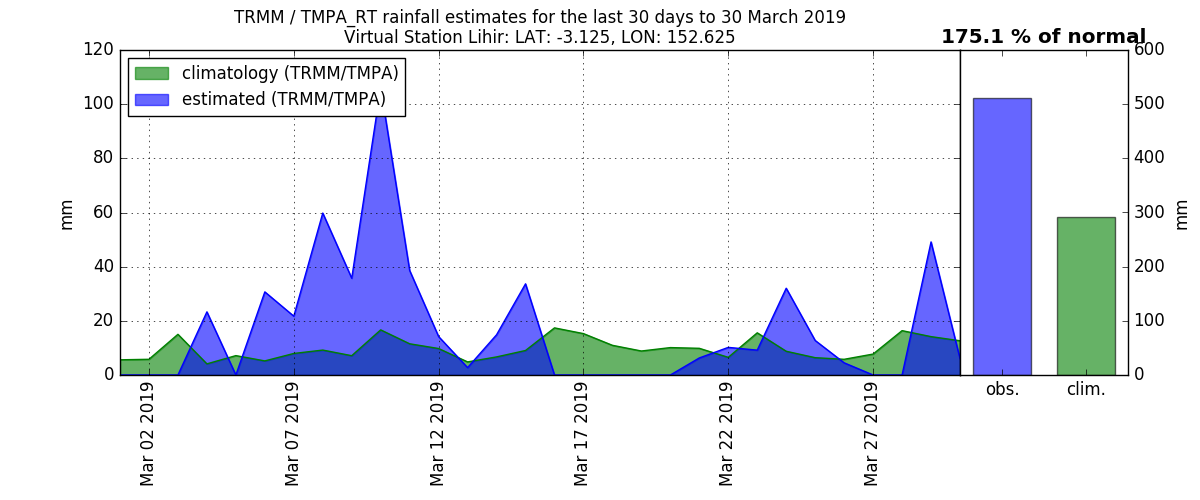 TRMM / TMPA_RT rainfall estimates for the last 30 days to 30 March 2019
Virtual Station Lihir: LAT: -3.125, LON: 152.625
175.1 % of normal
climatology (TRMM/TMPA)
estimated (TRMM/TMPA)
120
100
80
60
40
20
0
mm
Mar 02 2019
Mar 07 2019
Mar 12 2019
Mar 17 2019
Mar 22 2019
Mar 27 2019
obs.
clim.
600
500
400
300
200
100
0
mm